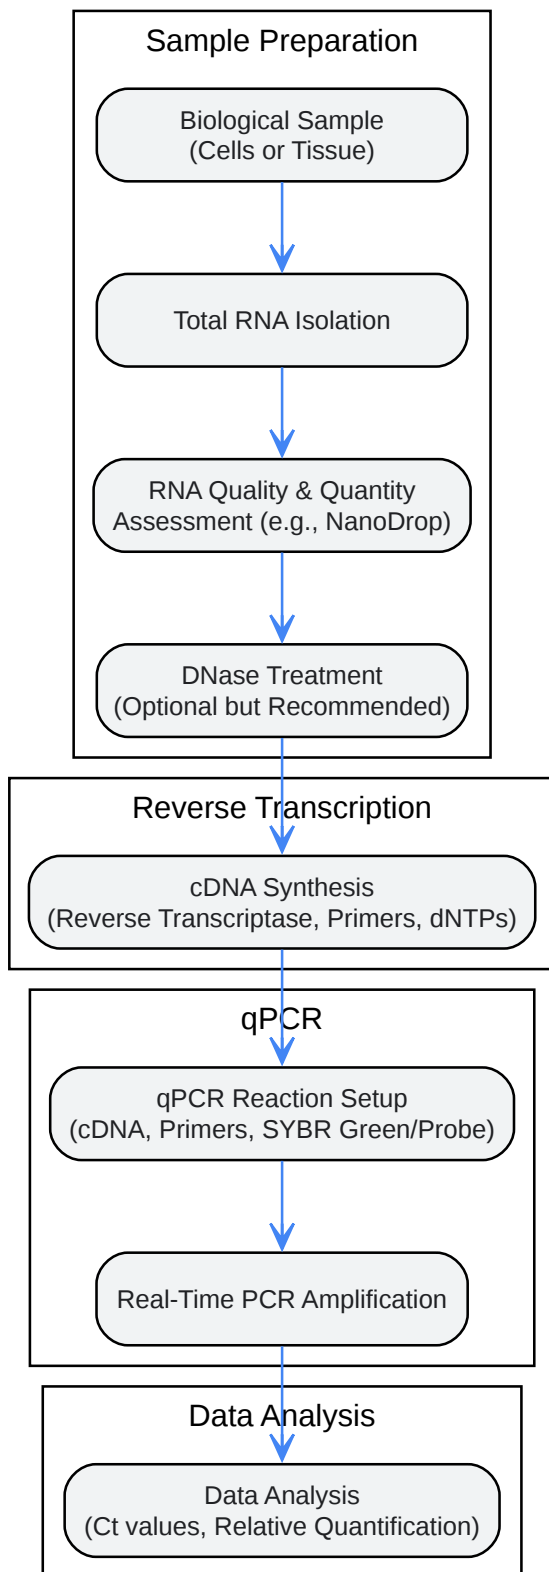 Sample Preparation
Biological Sample
(Cells or Tissue)
Total RNA Isolation
RNA Quality & Quantity
Assessment (e.g., NanoDrop)
DNase Treatment
(Optional but Recommended)
Reverse Transcription
cDNA Synthesis
(Reverse Transcriptase, Primers, dNTPs)
qPCR
qPCR Reaction Setup
(cDNA, Primers, SYBR Green/Probe)
Real-Time PCR Amplification
Data Analysis
Data Analysis
(Ct values, Relative Quantification)